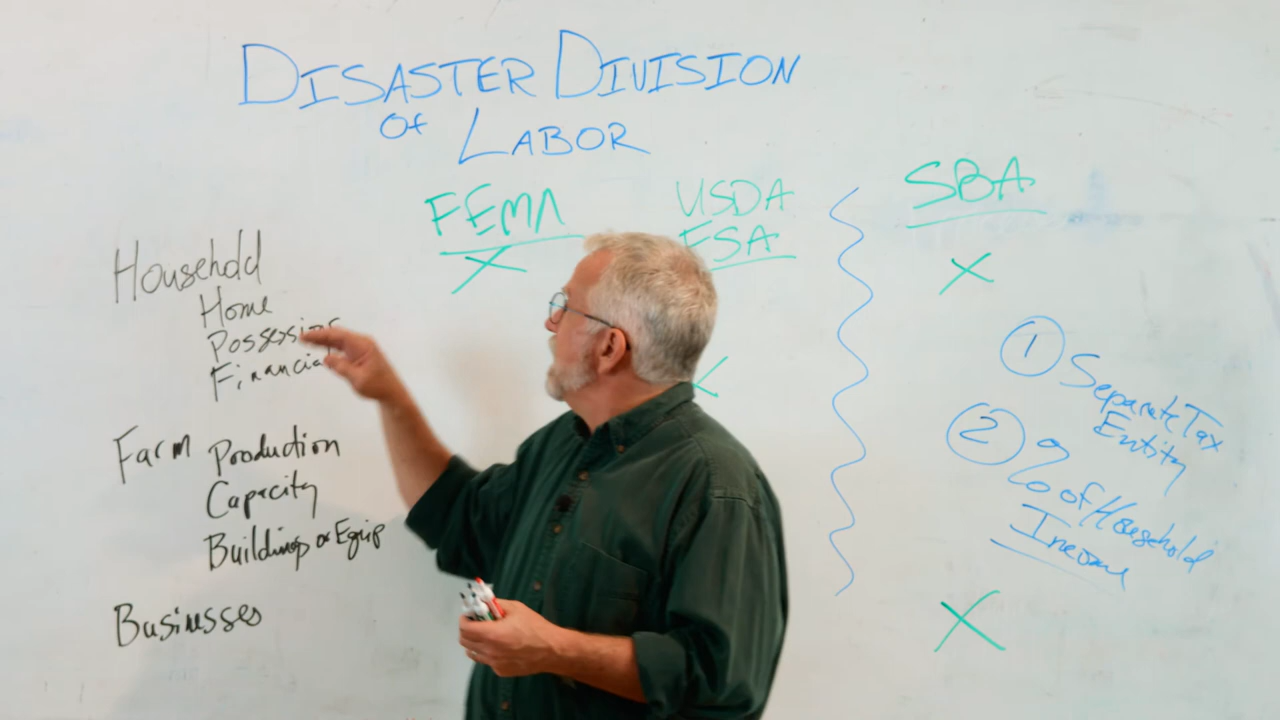 DISASTER DIVISION
Of LABOR
FEMA
USDA
FSA
SBA
X
X
Household
Home
Possessions
Financial
X
① Separate Tax
Entity
② % of Household
Income
Farm Production
Capacity
Buildings or Equip
Businesses
X